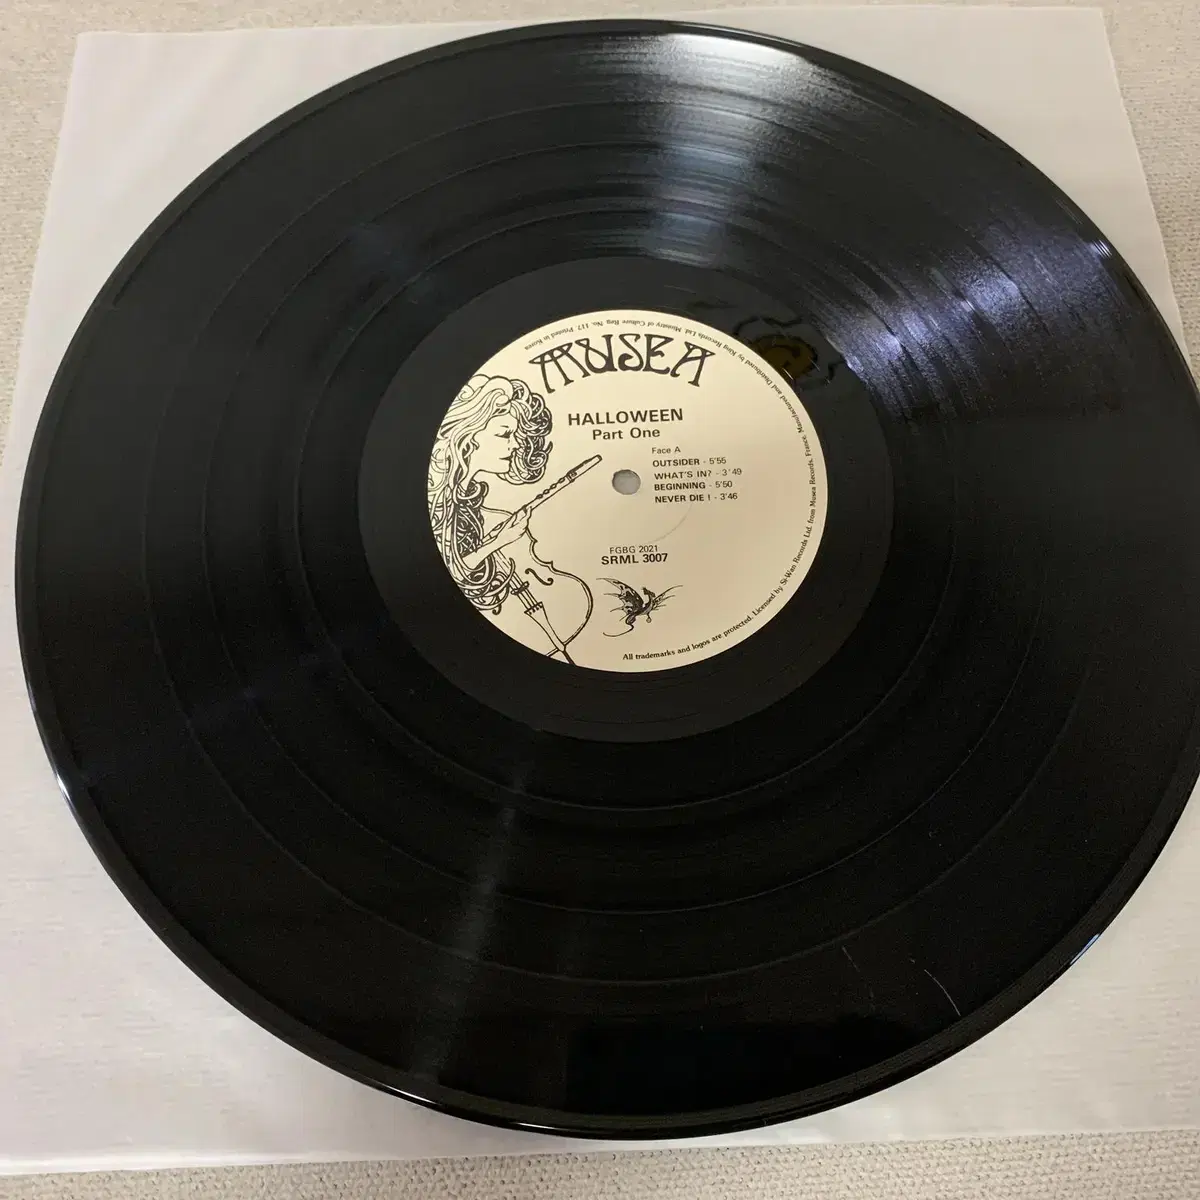 MUSEA
HALLOWEEN
Part One
Face A
OUTSIDER - 5'55
WHAT'S IN? - 3'49
BEGINNING - 5'50
NEVER DIE ! - 3'46
FGBG 2021
SRML 3007
All trademarks and logos are protected. Licensed by Si-Wan Records Ltd. from Musea Records, France. Manufactured and Distributed by King Records Ltd. Ministry of Culture Reg. No. 117. Printed in Korea